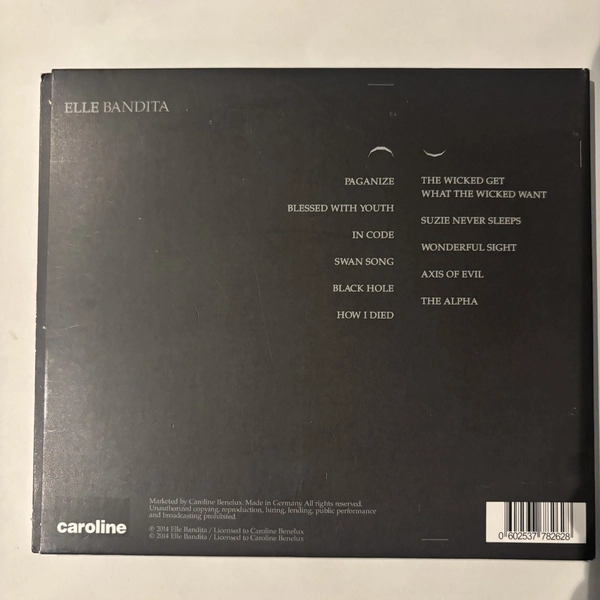 ELLE BANDITA
PAGANIZE
BLESSED WITH YOUTH
IN CODE
SWAN SONG
BLACK HOLE
HOW I DIED
THE WICKED GET
WHAT THE WICKED WANT
SUZIE NEVER SLEEPS
WONDERFUL SIGHT
AXIS OF EVIL
THE ALPHA
caroline
Marketed by Caroline Benelux. Made in Germany. All rights reserved.
Unauthorized copying, reproduction, hiring, lending, public performance
and broadcasting prohibited.
℗ 2014 Elle Bandita / Licensed to Caroline Benelux
© 2014 Elle Bandita / Licensed to Caroline Benelux
0 602537 782628